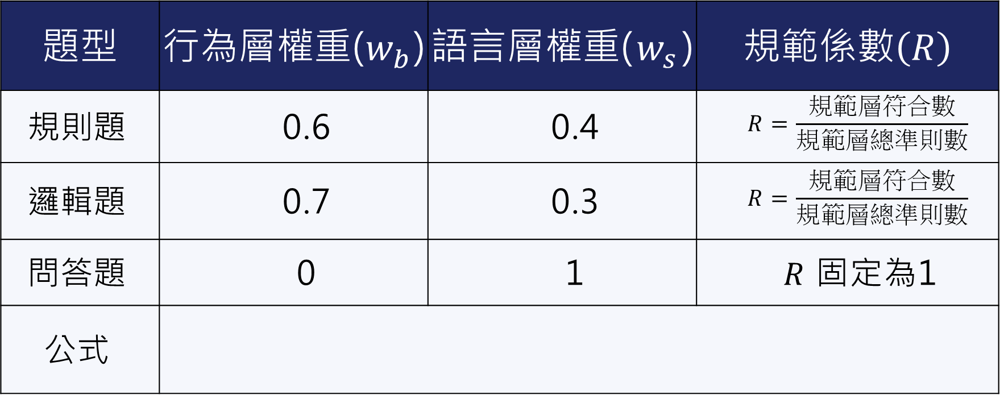 題型 行為層權重(w_b) 語言層權重(w_s) 規範係數(R)
規則題 0.6 0.4 R = 規範層符合數 / 規範層總準則數
邏輯題 0.7 0.3 R = 規範層符合數 / 規範層總準則數
問答題 0 1 R 固定為1
公式